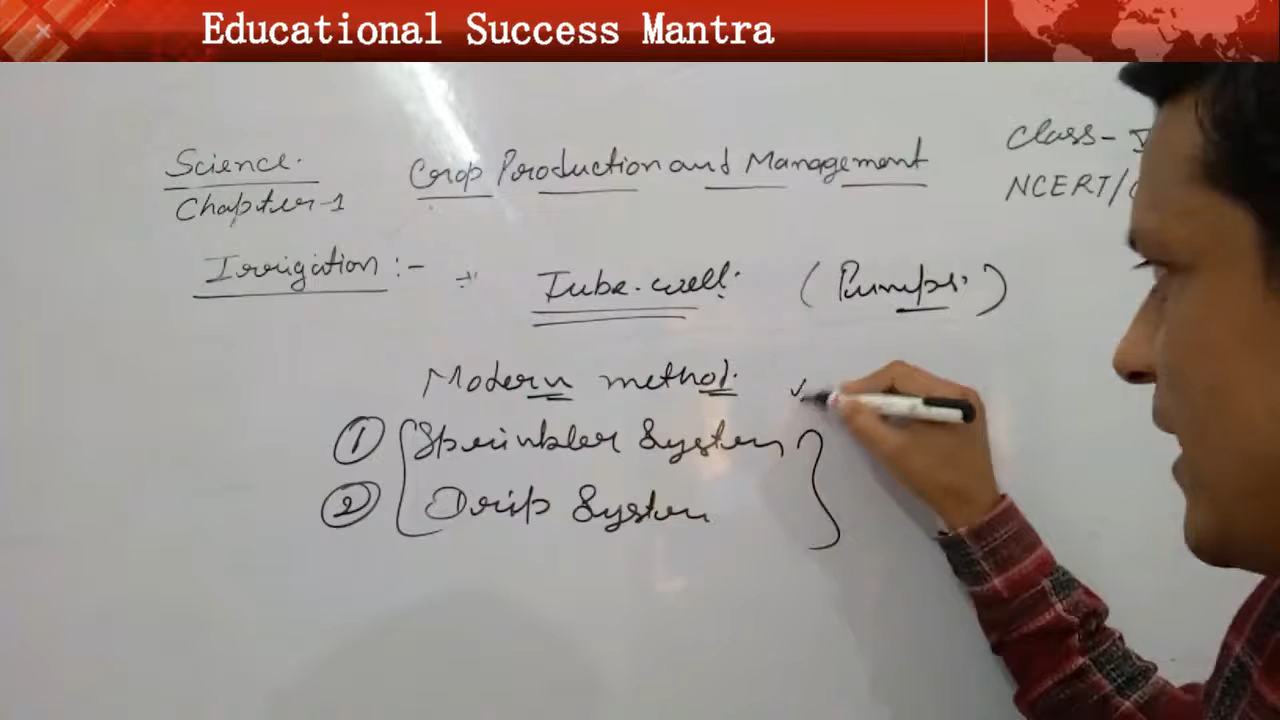 Educational Success Mantra
Science.
Chapter-1
Crop Production and Management
Class-
NCERT/
Irrigation :-
Tube-well. (Pumps.)
Modern method.
① Sprinkler System
② Drip System